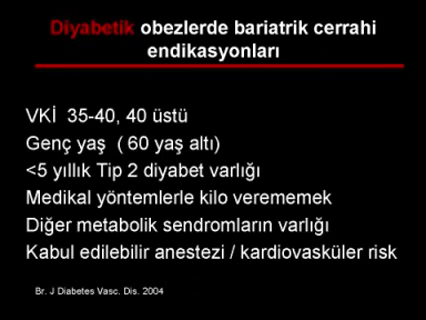 Diyabetik obezlerde bariatrik cerrahi
endikasyonları
VKİ 35-40, 40 üstü
Genç yaş ( 60 yaş altı)
<5 yıllık Tip 2 diyabet varlığı
Medikal yöntemlerle kilo verememek
Diğer metabolik sendromların varlığı
Kabul edilebilir anestezi / kardiovasküler risk
Br. J Diabetes Vasc. Dis. 2004